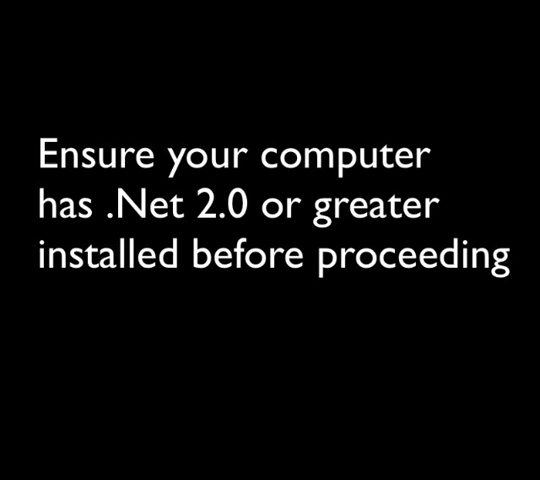 Ensure your computer
has .Net 2.0 or greater
installed before proceeding